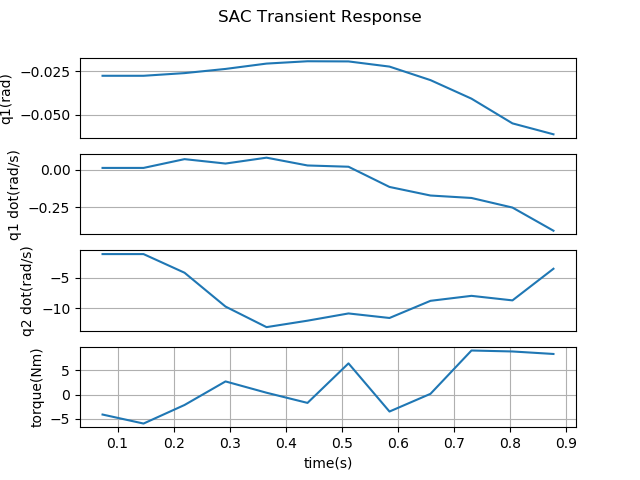 SAC Transient Response
−0.025
−0.050
q1(rad)
0.00
−0.25
q1 dot(rad/s)
−5
−10
q2 dot(rad/s)
5
0
−5
torque(Nm)
0.1 0.2 0.3 0.4 0.5 0.6 0.7 0.8 0.9
time(s)